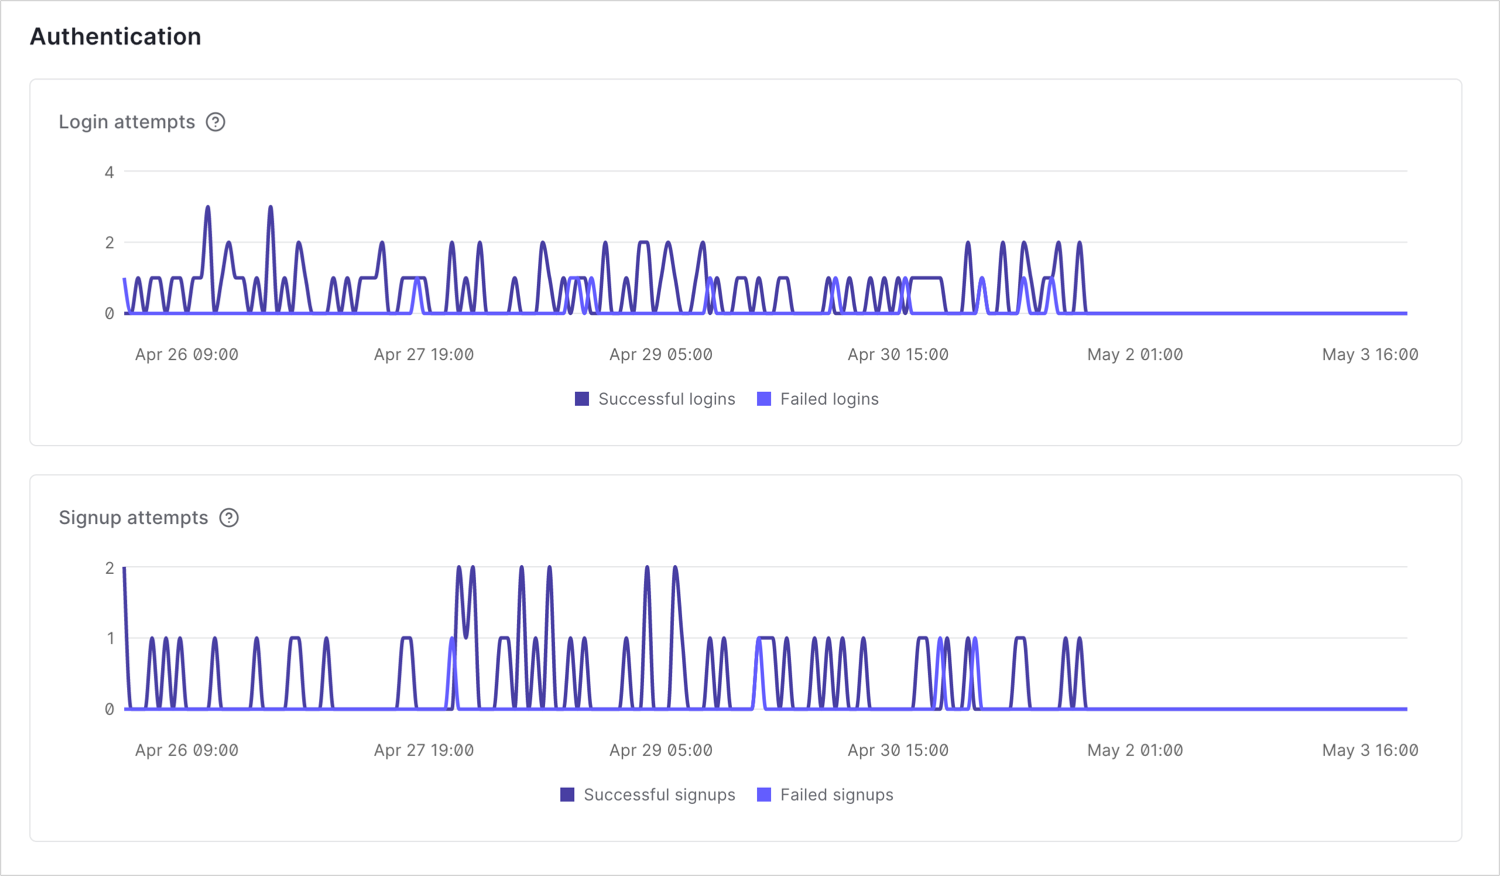 Authentication
Login attempts ?
4
2
0
Apr 26 09:00 Apr 27 19:00 Apr 29 05:00 Apr 30 15:00 May 2 01:00 May 3 16:00
Successful logins Failed logins
Signup attempts ?
2
1
0
Apr 26 09:00 Apr 27 19:00 Apr 29 05:00 Apr 30 15:00 May 2 01:00 May 3 16:00
Successful signups Failed signups